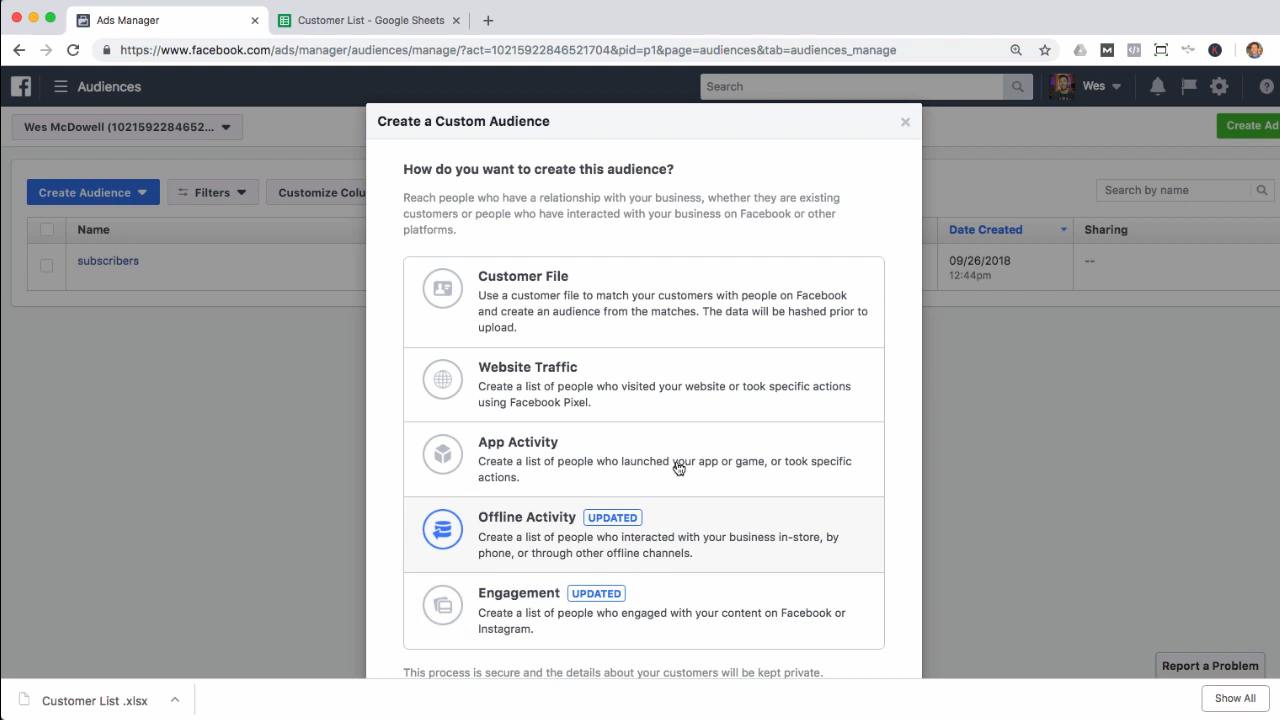 Ads Manager
Customer List - Google Sheets
https://www.facebook.com/ads/manager/audiences/manage/?act=10215922846521704&pid=p1&page=audiences&tab=audiences_manage
Audiences
Search
Wes
Wes McDowell (1021592284652...
Create Ad
Create Audience
Filters
Customize Colu
Search by name
Name
Date Created
Sharing
subscribers
09/26/2018
12:44pm
--
Create a Custom Audience
How do you want to create this audience?
Reach people who have a relationship with your business, whether they are existing
customers or people who have interacted with your business on Facebook or other
platforms.
Customer File
Use a customer file to match your customers with people on Facebook
and create an audience from the matches. The data will be hashed prior to
upload.
Website Traffic
Create a list of people who visited your website or took specific actions
using Facebook Pixel.
App Activity
Create a list of people who launched your app or game, or took specific
actions.
Offline Activity UPDATED
Create a list of people who interacted with your business in-store, by
phone, or through other offline channels.
Engagement UPDATED
Create a list of people who engaged with your content on Facebook or
Instagram.
This process is secure and the details about your customers will be kept private.
Report a Problem
Customer List .xlsx
Show All